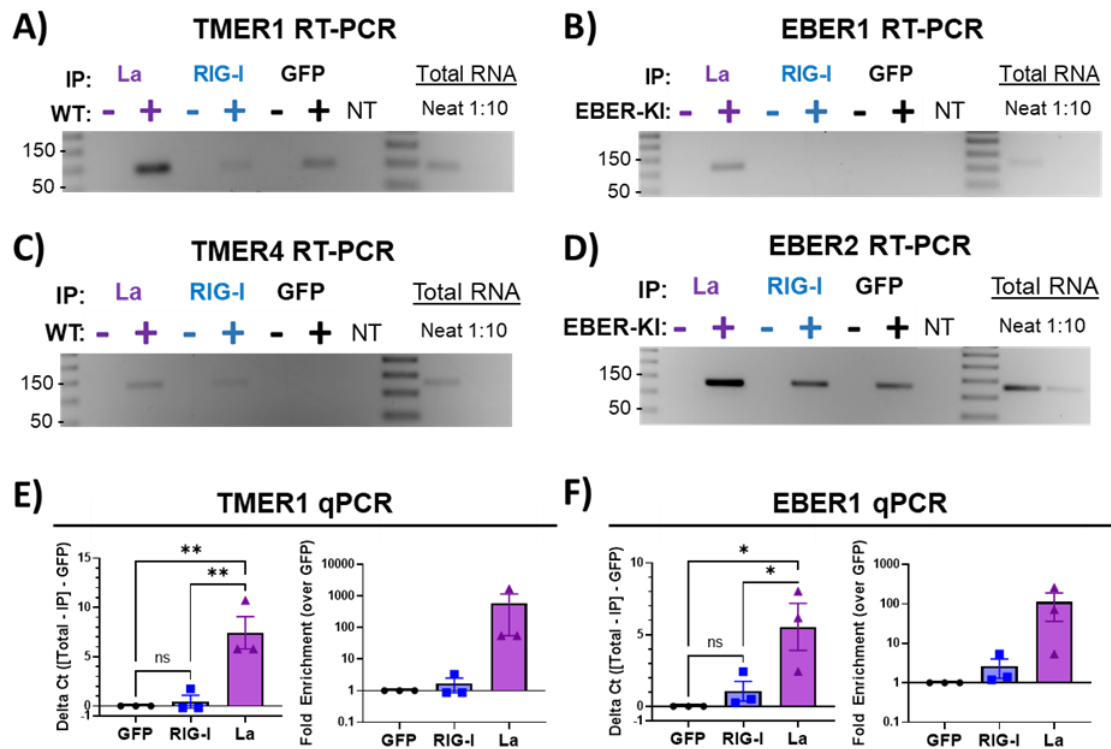 A) TMER1 RT-PCR
IP: La RIG-I GFP Total RNA
WT: - + - + - + NT Neat 1:10
150
50
B) EBER1 RT-PCR
IP: La RIG-I GFP Total RNA
EBER-KI: - + - + - + NT Neat 1:10
150
50
C) TMER4 RT-PCR
IP: La RIG-I GFP Total RNA
WT: - + - + - + NT Neat 1:10
150
50
D) EBER2 RT-PCR
IP: La RIG-I GFP Total RNA
EBER-KI: - + - + - + NT Neat 1:10
150
50
E) TMER1 qPCR
Delta Ct ([Total - IP] - GFP)
15
10
5
0
-1
**
**
ns
GFP RIG-I La
Fold Enrichment (over GFP)
10000
1000
100
10
1
0.1
GFP RIG-I La
F) EBER1 qPCR
Delta Ct ([Total - IP] - GFP)
10
5
0
-1
*
*
ns
GFP RIG-I La
Fold Enrichment (over GFP)
1000
100
10
1
0.1
GFP RIG-I La